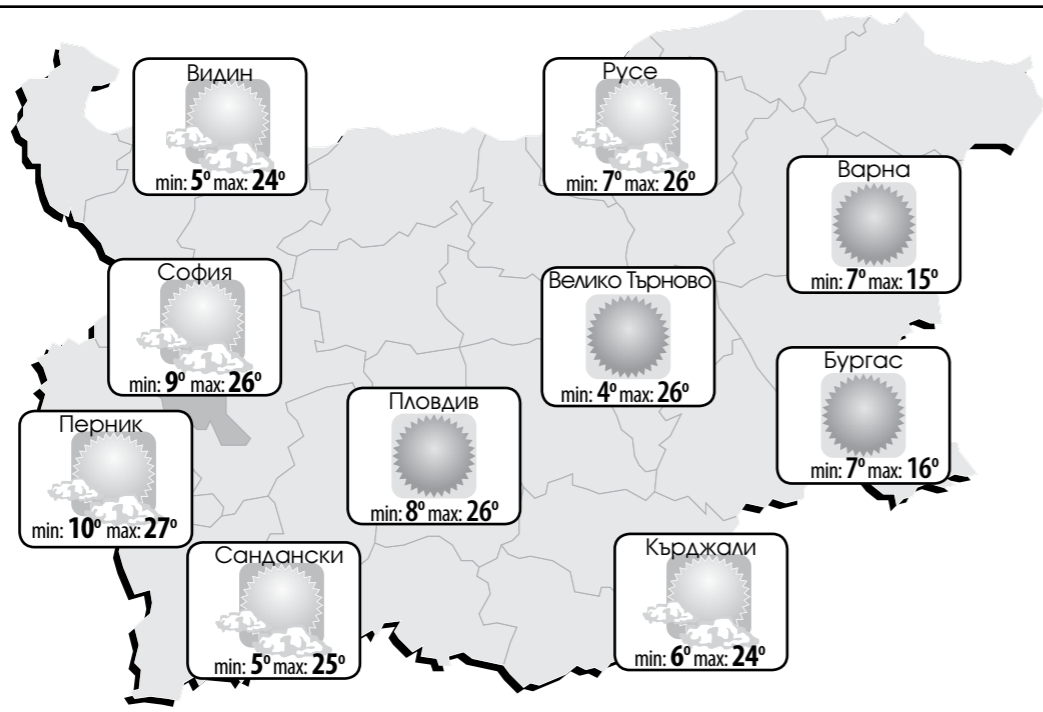 Видин
min: 5° max: 24°
Русе
min: 7° max: 26°
Варна
min: 7° max: 15°
София
min: 9° max: 26°
Велико Търново
min: 4° max: 26°
Бургас
min: 7° max: 16°
Пловдив
min: 8° max: 26°
Перник
min: 10° max: 27°
Сандански
min: 5° max: 25°
Кърджали
min: 6° max: 24°